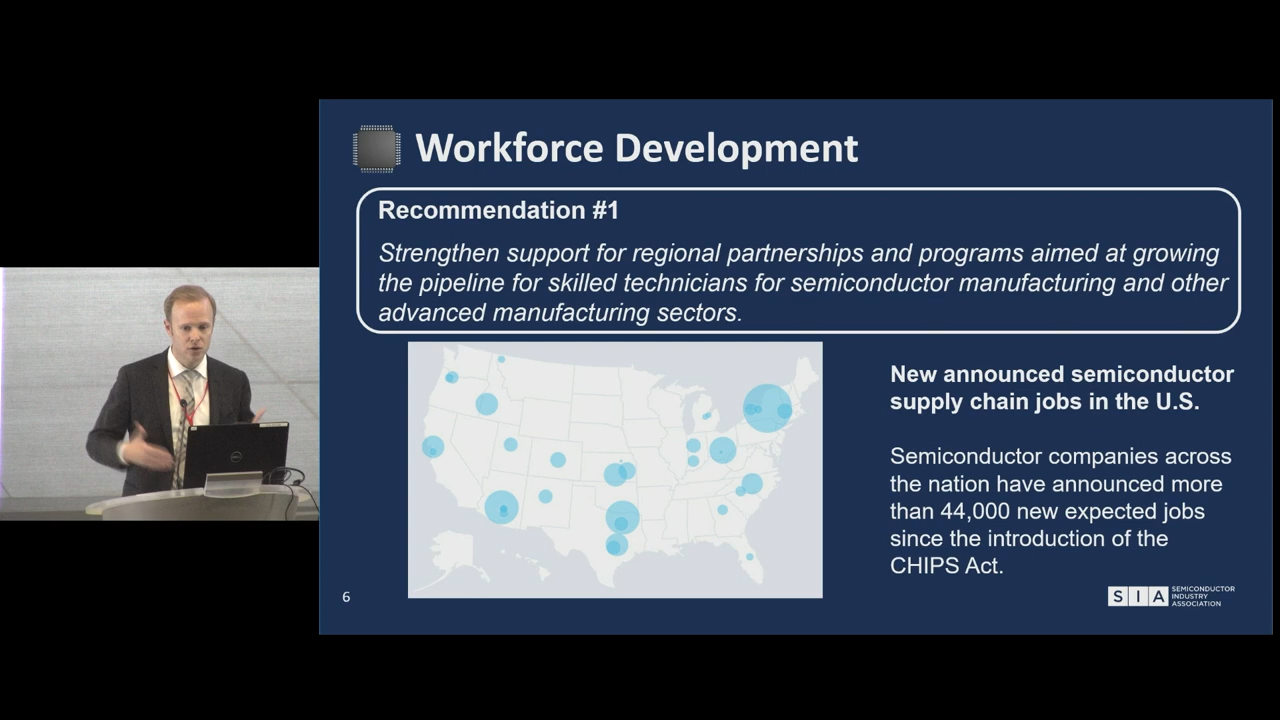 Workforce Development
Recommendation #1
Strengthen support for regional partnerships and programs aimed at growing
the pipeline for skilled technicians for semiconductor manufacturing and other
advanced manufacturing sectors.
New announced semiconductor
supply chain jobs in the U.S.
Semiconductor companies across
the nation have announced more
than 44,000 new expected jobs
since the introduction of the
CHIPS Act.
6
SIA
SEMICONDUCTOR
INDUSTRY
ASSOCIATION
DELL